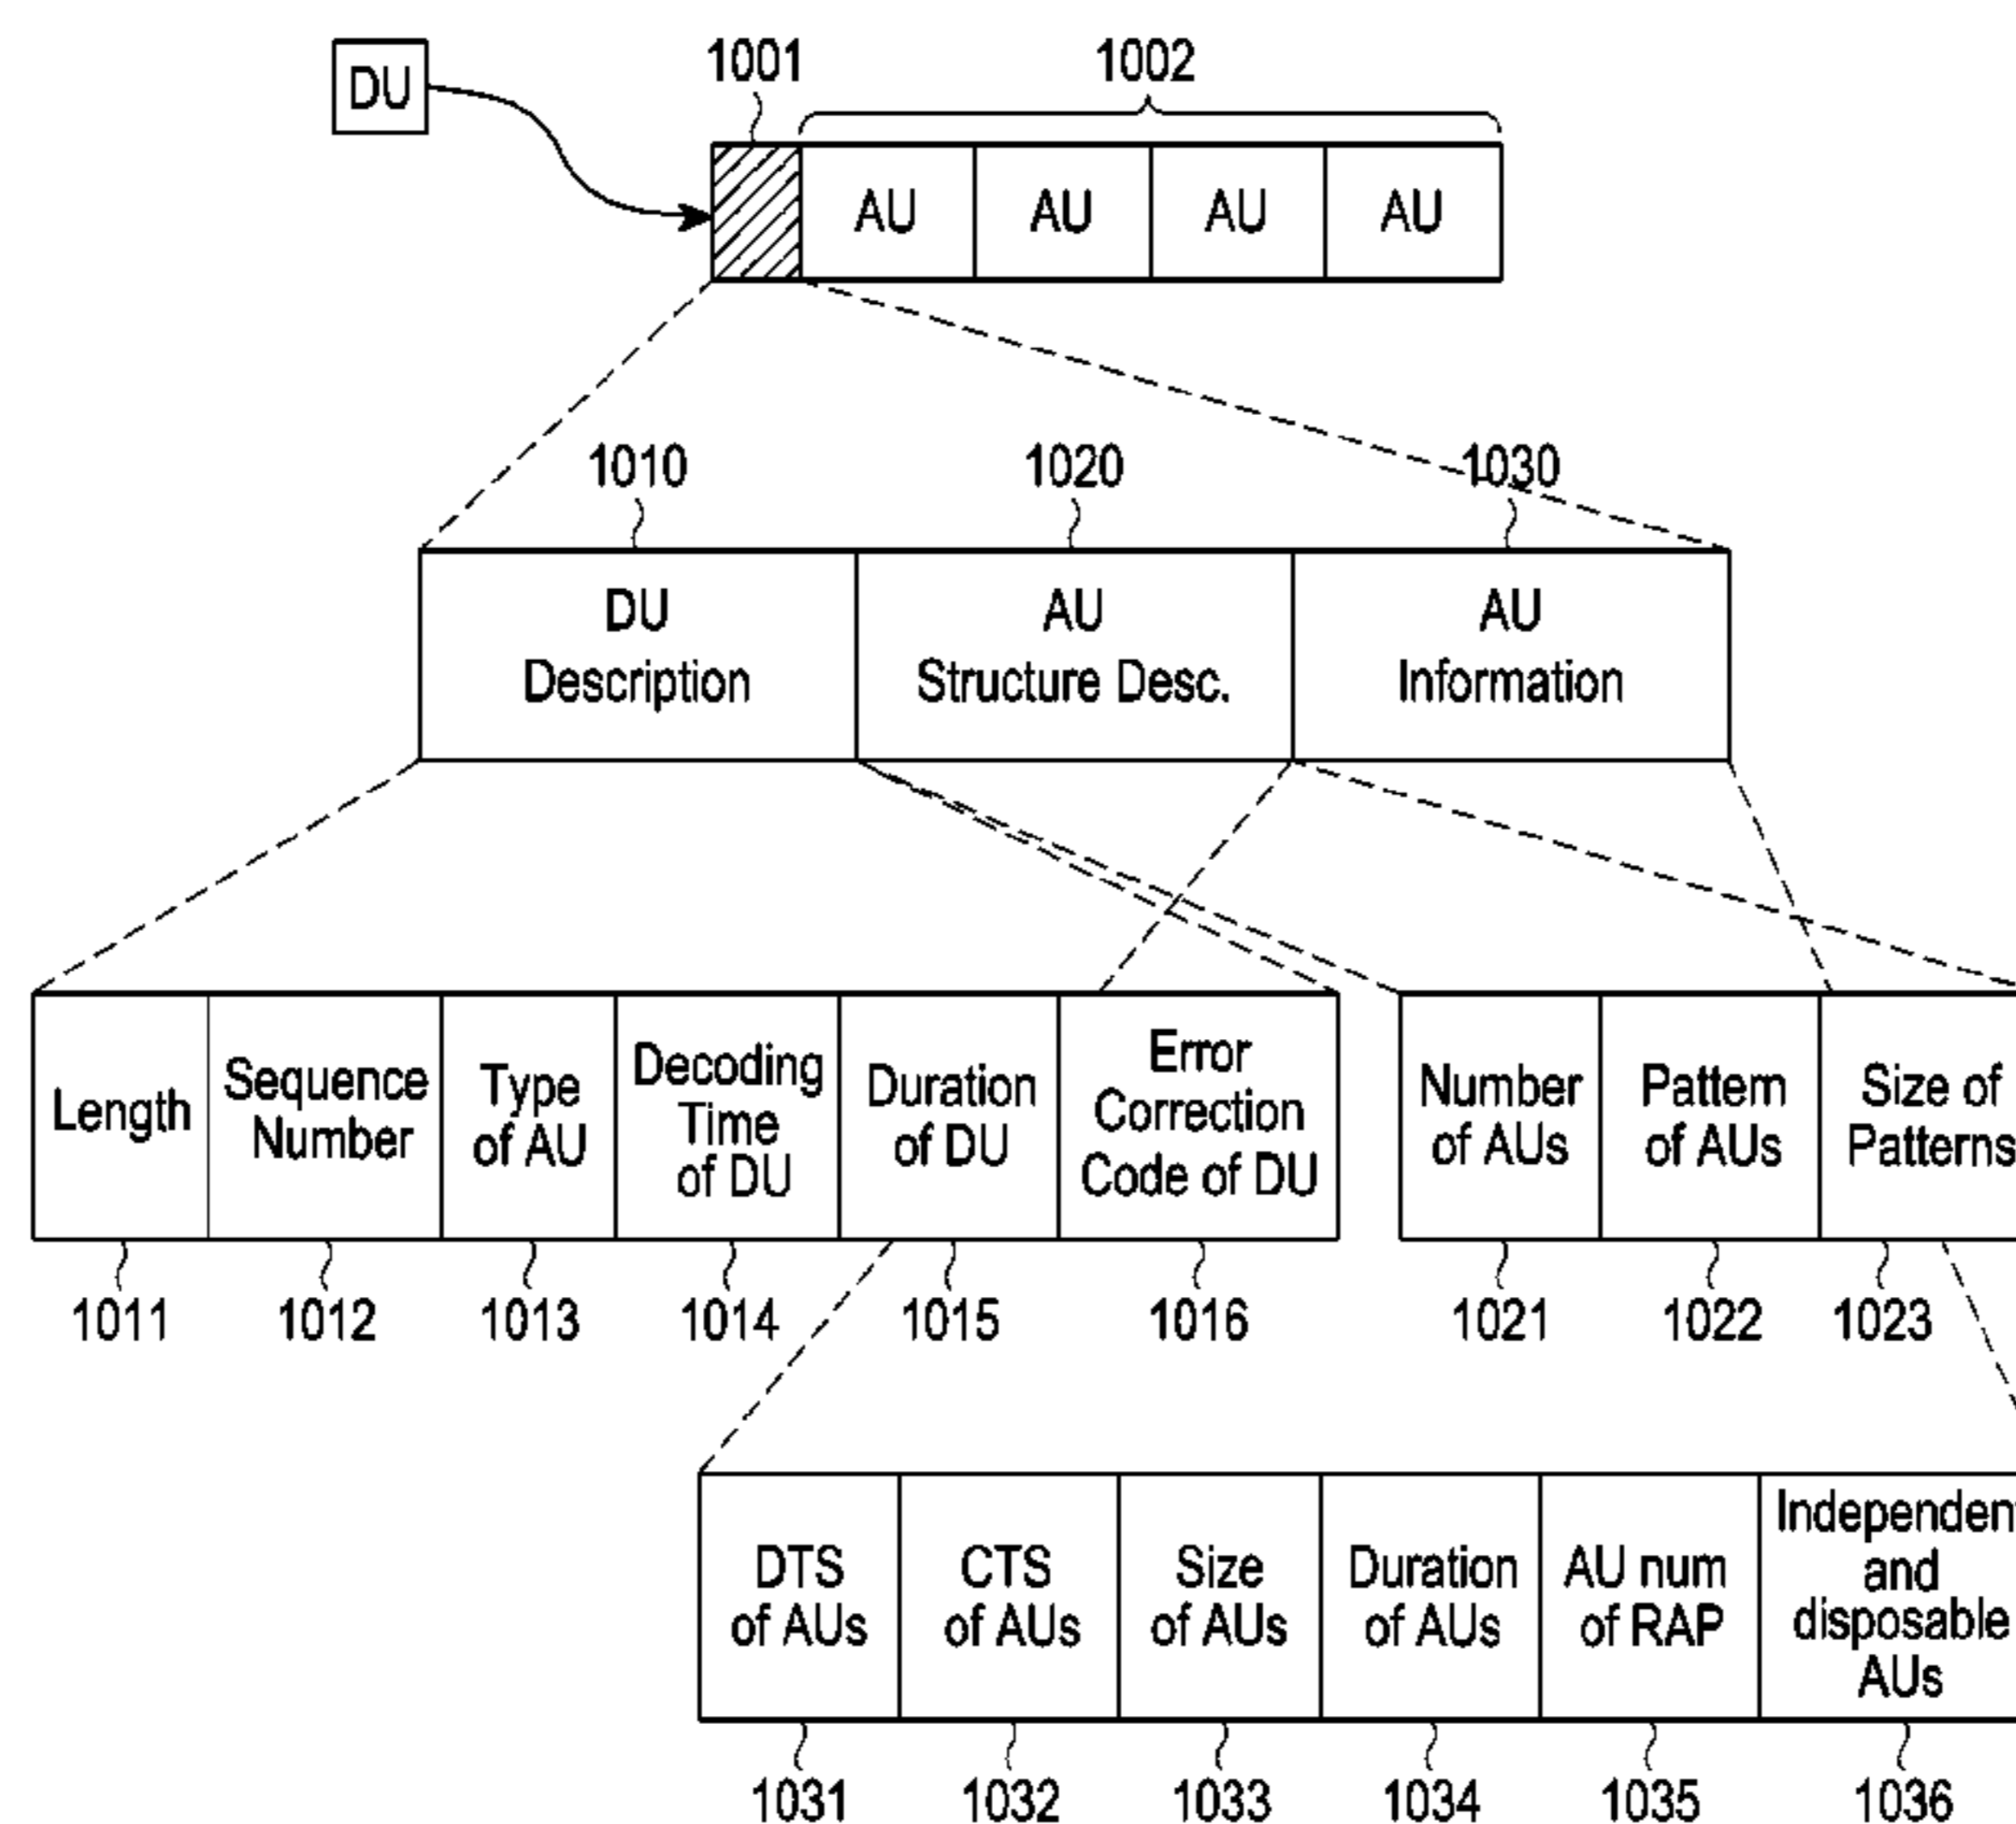 DU
1001
1002
AU
AU
AU
AU
1010
1020
1030
DU
Description
AU
Structure Desc.
AU
Information
Length
Sequence
Number
Type
of AU
Decoding
Time
of DU
Duration
of DU
Error
Correction
Code of DU
Number
of AUs
Pattern
of AUs
Size of
Patterns
1011
1012
1013
1014
1015
1016
1021
1022
1023
DTS
of AUs
CTS
of AUs
Size
of AUs
Duration
of AUs
AU num
of RAP
Independent
and
disposable
AUs
1031
1032
1033
1034
1035
1036